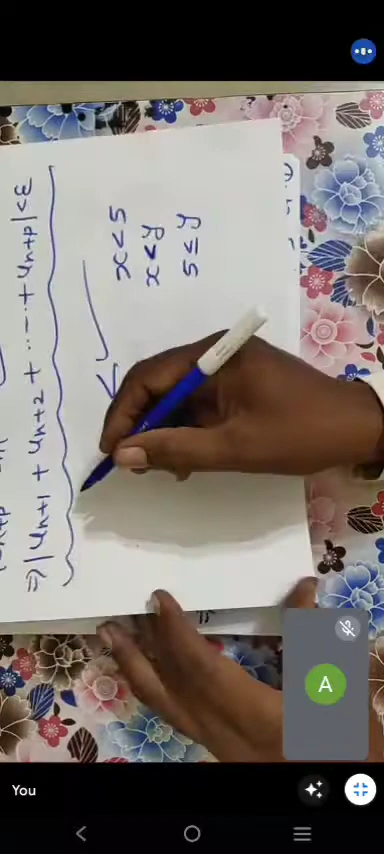 ⇒ |u_{n+1} + u_{n+2} + ... + u_{n+p}| < ε
x < 5
x < y
5 ≤ y
A
You